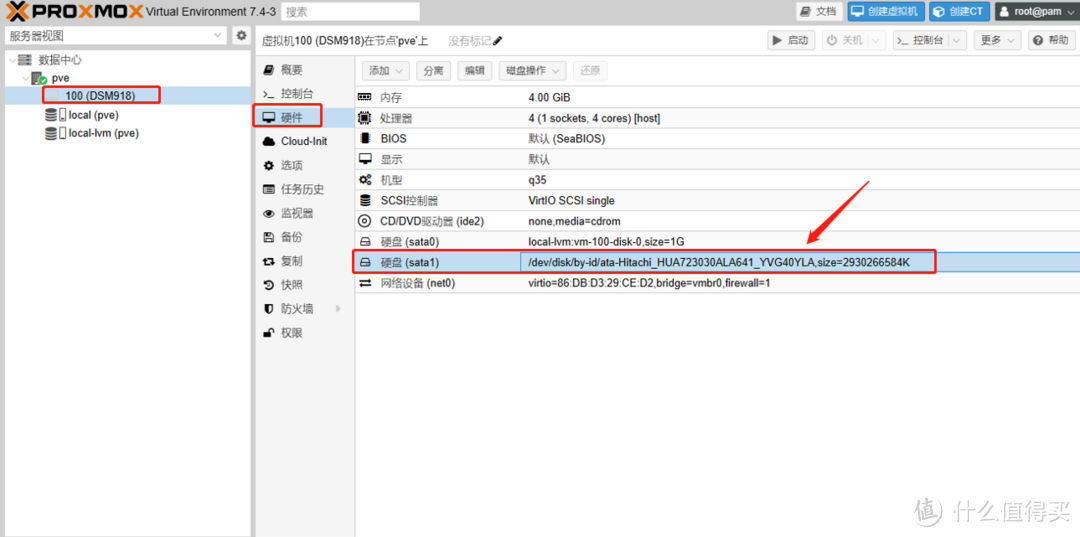 PROXMOX Virtual Environment 7.4-3 搜索 文档 创建虚拟机 创建CT root@pam
服务器视图
数据中心
pve
100 (DSM918)
local (pve)
local-lvm (pve)
虚拟机100 (DSM918)在节点'pve'上 没有标记 启动 关机 控制台 更多 帮助
概要
控制台
硬件
Cloud-Init
选项
任务历史
监视器
备份
复制
快照
防火墙
权限
添加 分离 编辑 磁盘操作 还原
内存 4.00 GiB
处理器 4 (1 sockets, 4 cores) [host]
BIOS 默认 (SeaBIOS)
显示 默认
机型 q35
SCSI控制器 VirtIO SCSI single
CD/DVD驱动器 (ide2) none,media=cdrom
硬盘 (sata0) local-lvm:vm-100-disk-0,size=1G
硬盘 (sata1) /dev/disk/by-id/ata-Hitachi_HUA723030ALA641_YVG40YLA,size=2930266584K
网络设备 (net0) virtio=86:DB:D3:29:CE:D2,bridge=vmbr0,firewall=1
值 什么值得买